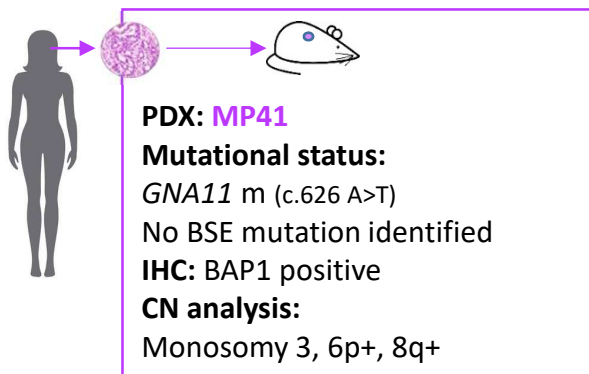 PDX: MP41
Mutational status:
GNA11 m (c.626 A>T)
No BSE mutation identified
IHC: BAP1 positive
CN analysis:
Monosomy 3, 6p+, 8q+